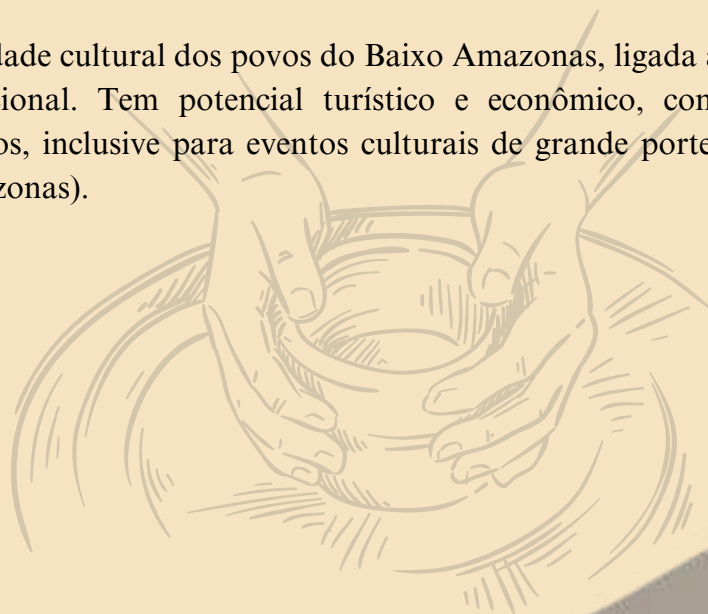 dade cultural dos povos do Baixo Amazonas, ligada
cional. Tem potencial turístico e econômico, com
os, inclusive para eventos culturais de grande porte
zonas).